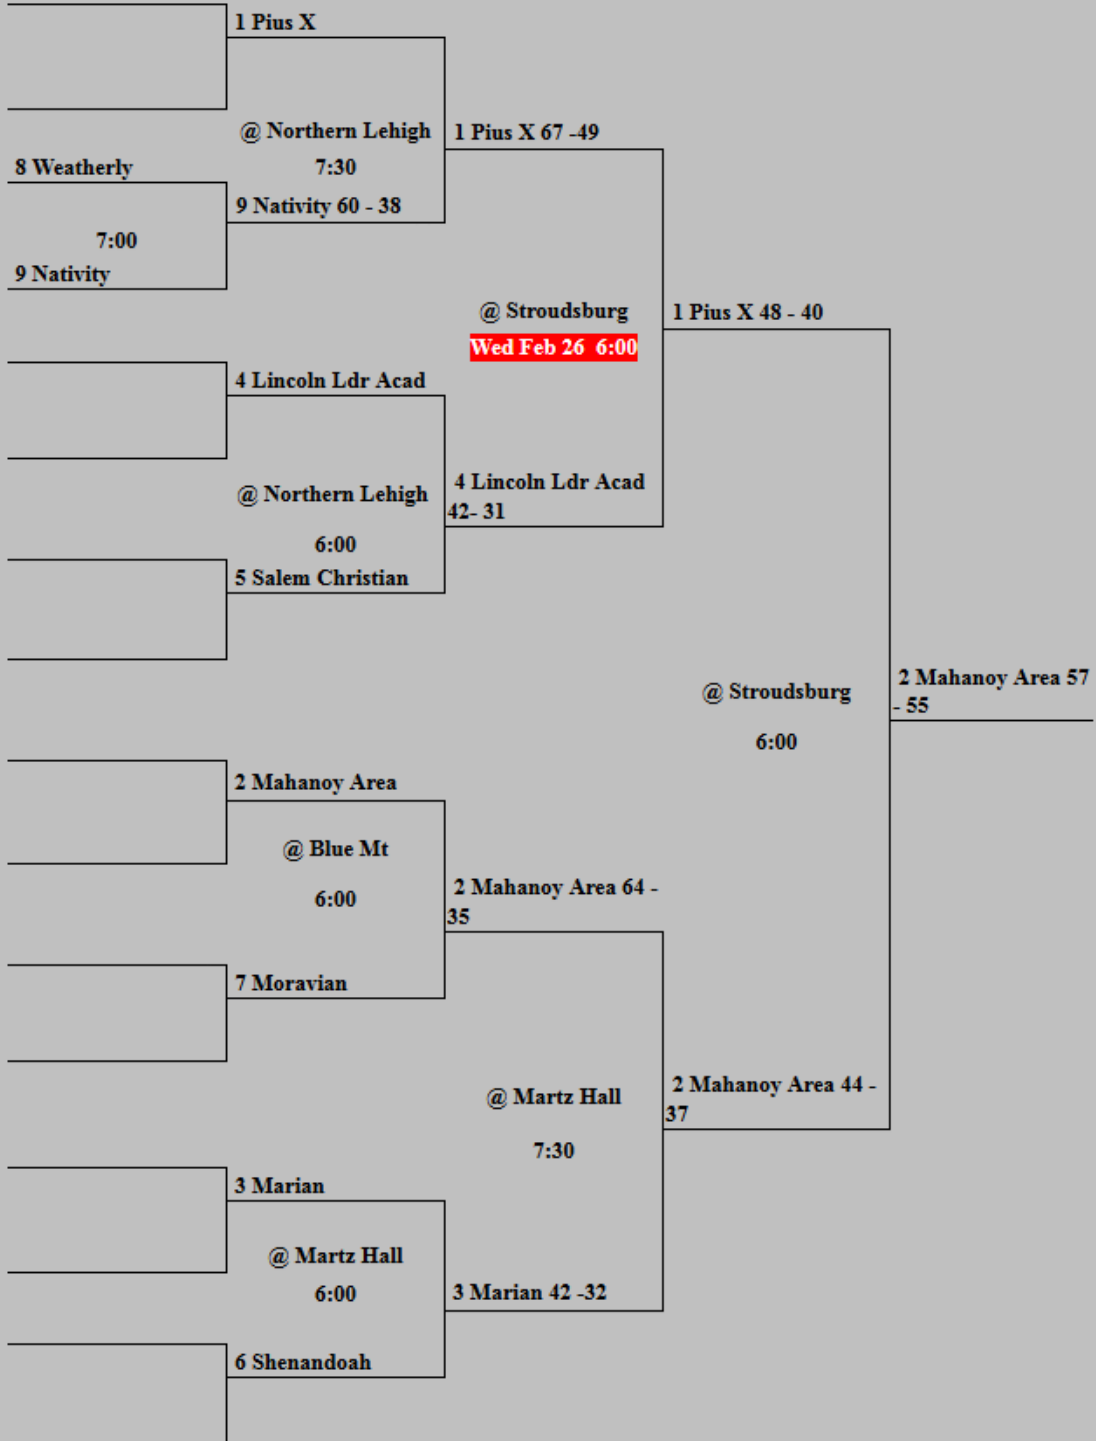 1 Pius X
@ Northern Lehigh
1 Pius X 67 -49
8 Weatherly
7:30
9 Nativity 60 - 38
7:00
9 Nativity
@ Stroudsburg
1 Pius X 48 - 40
Wed Feb 26  6:00
4 Lincoln Ldr Acad
4 Lincoln Ldr Acad
42- 31
@ Northern Lehigh
6:00
5 Salem Christian
2 Mahanoy Area 57
- 55
@ Stroudsburg
6:00
2 Mahanoy Area
@ Blue Mt
6:00
2 Mahanoy Area 64 -
35
7 Moravian
@ Martz Hall
2 Mahanoy Area 44 -
37
7:30
3 Marian
@ Martz Hall
6:00
3 Marian 42 -32
6 Shenandoah